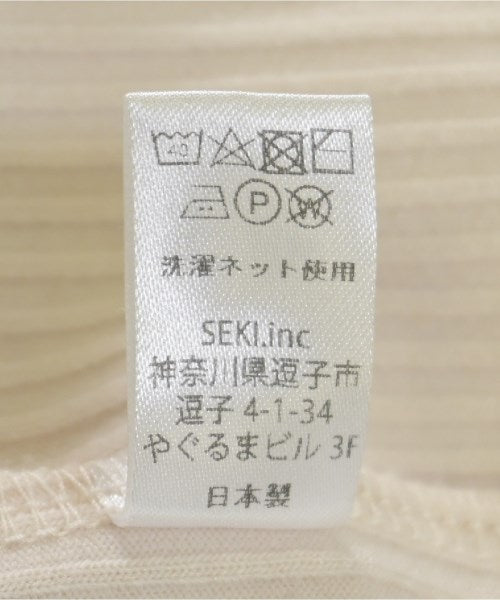 40
P W
洗濯ネット使用
SEKI.inc
神奈川県逗子市
逗子 4-1-34
やぐるまビル 3F
日本製